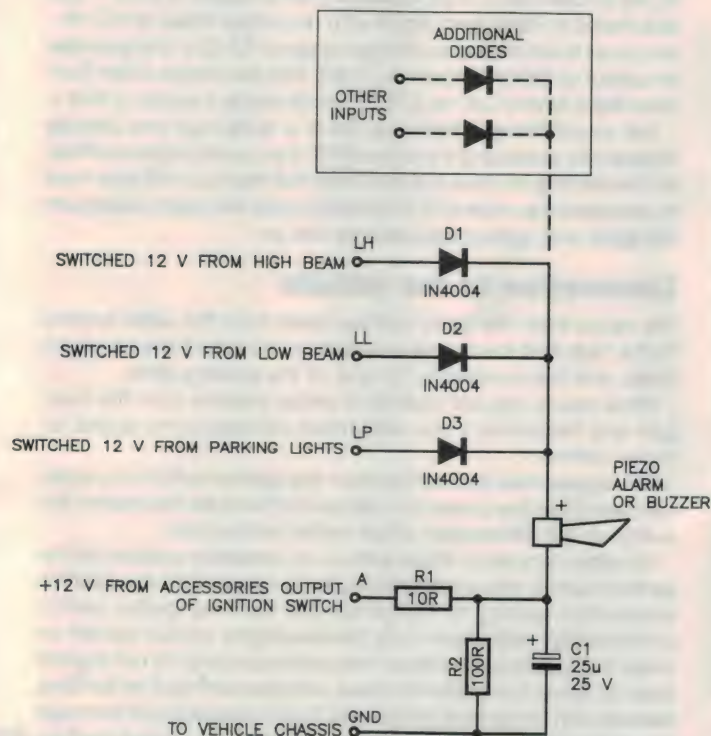 ADDITIONAL
DIODES
OTHER
INPUTS
SWITCHED 12 V FROM HIGH BEAM
LH
D1
IN4004
SWITCHED 12 V FROM LOW BEAM
LL
D2
IN4004
SWITCHED 12 V FROM PARKING LIGHTS
LP
D3
IN4004
+
PIEZO
ALARM
OR BUZZER
+12 V FROM ACCESSORIES OUTPUT
OF IGNITION SWITCH
A
R1
10R
R2
100R
+
C1
25u
25 V
TO VEHICLE CHASSIS
GND